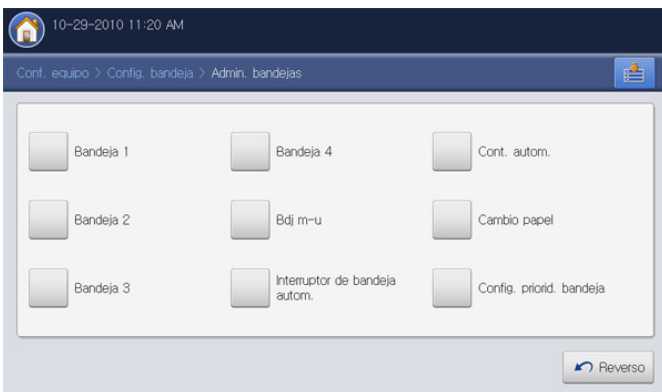 10-29-2010 11:20 AM
Conf. equipo > Config. bandeja > Admin. bandejas
Bandeja 1
Bandeja 4
Cont. autom.
Bandeja 2
Bdj m-u
Cambio papel
Bandeja 3
Interruptor de bandeja
autom.
Config. priorid. bandeja
Reverso